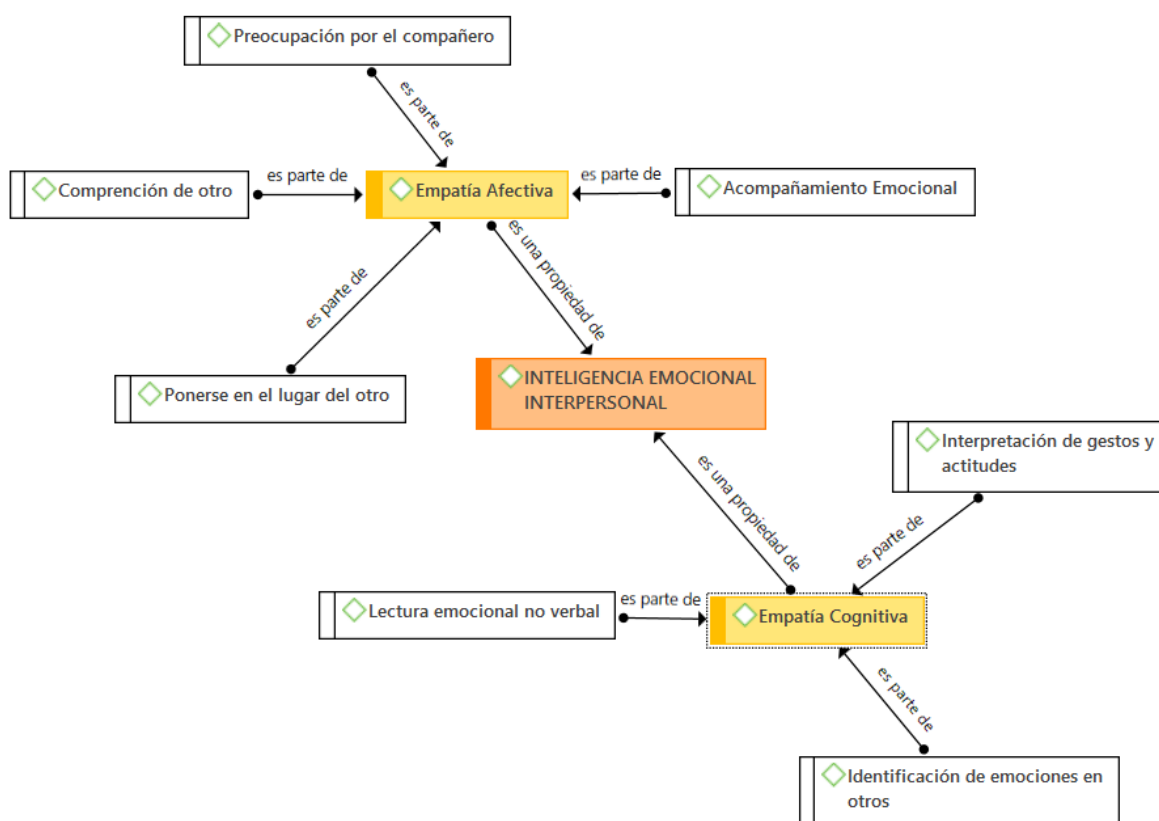 Preocupación por el compañero
es parte de
Comprención de otro
es parte de
Empatía Afectiva
es parte de
Acompañamiento Emocional
es una propiedad de
es parte de
Ponerse en el lugar del otro
INTELIGENCIA EMOCIONAL
INTERPERSONAL
Interpretación de gestos y
actitudes
es una propiedad de
es parte de
Lectura emocional no verbal
es parte de
Empatía Cognitiva
es parte de
Identificación de emociones en
otros